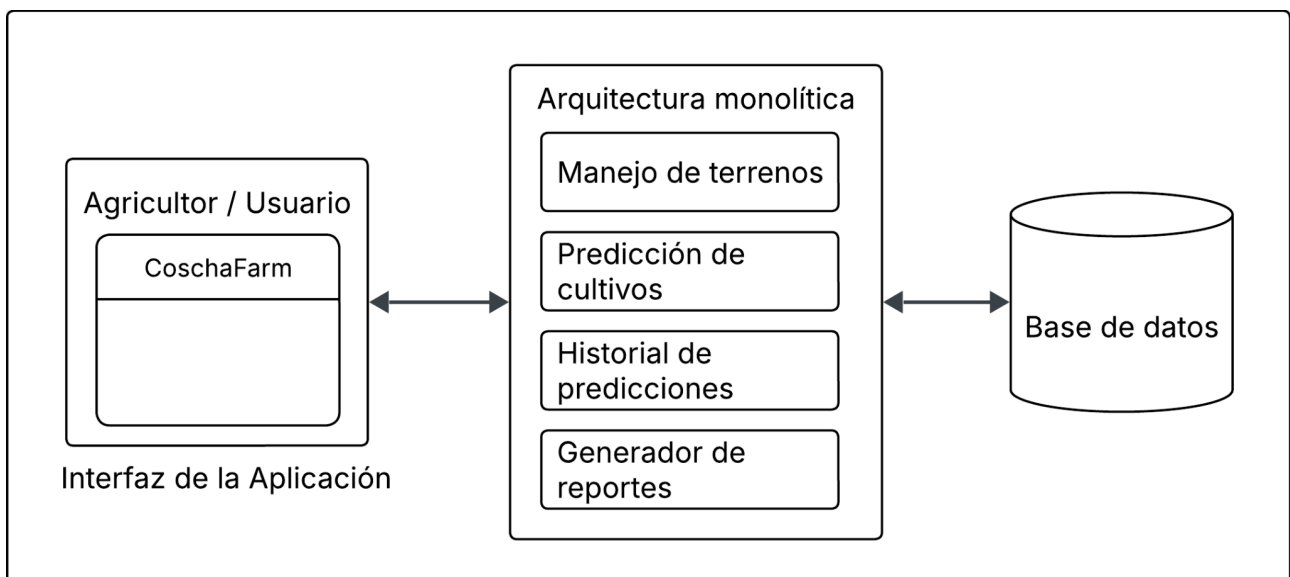 Agricultor / Usuario
CoschaFarm
Interfaz de la Aplicación
Arquitectura monolítica
Manejo de terrenos
Predicción de
cultivos
Historial de
predicciones
Generador de
reportes
Base de datos